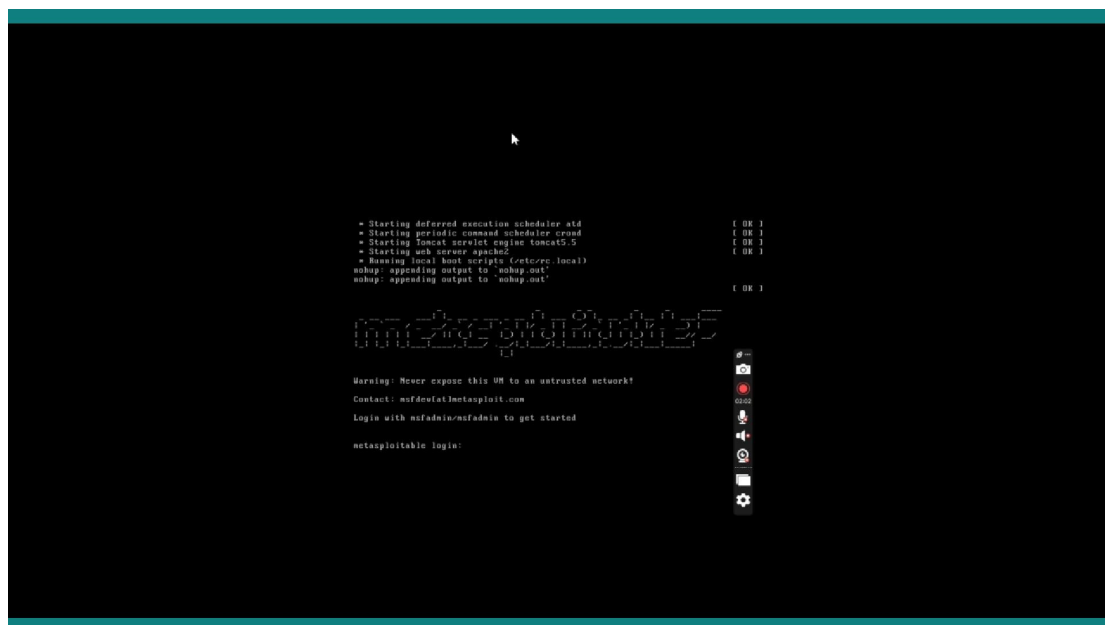 * Starting deferred execution scheduler atd [ OK ]
* Starting periodic command scheduler crond [ OK ]
* Starting Tomcat servlet engine tomcat5.5 [ OK ]
* Starting web server apache2 [ OK ]
* Running local boot scripts (/etc/rc.local)
nohup: appending output to `nohup.out'
nohup: appending output to `nohup.out'
[ OK ]
metasploitable2
Warning: Never expose this VM to an untrusted network!
Contact: msfdev[at]metasploit.com
Login with msfadmin/msfadmin to get started
metasploitable login:
02:02